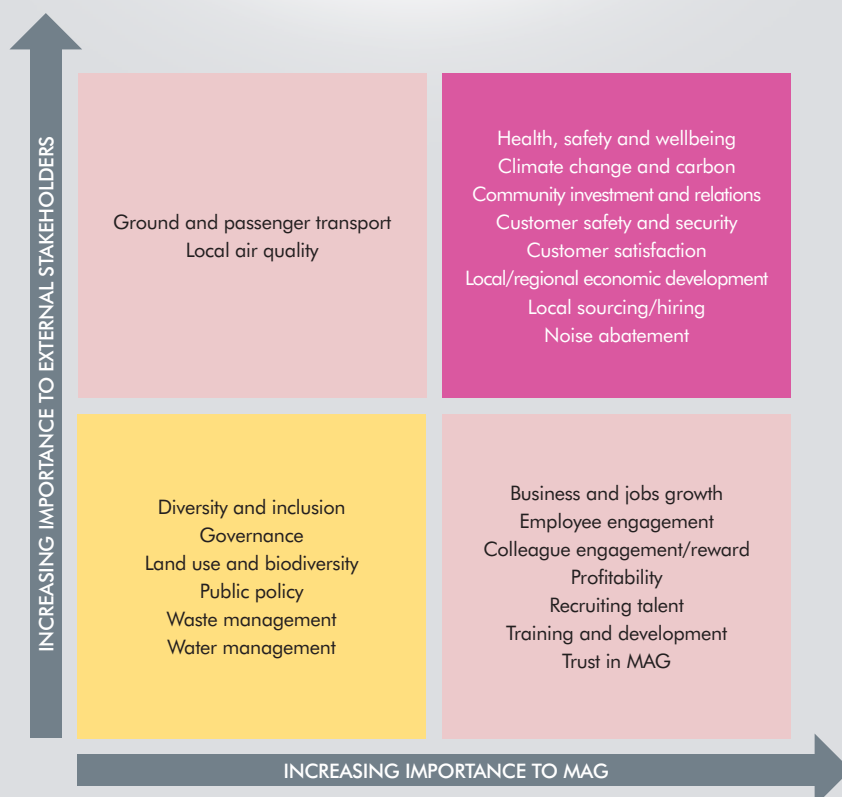 INCREASING IMPORTANCE TO EXTERNAL STAKEHOLDERS
Ground and passenger transport
Local air quality
Health, safety and wellbeing
Climate change and carbon
Community investment and relations
Customer safety and security
Customer satisfaction
Local/regional economic development
Local sourcing/hiring
Noise abatement
Diversity and inclusion
Governance
Land use and biodiversity
Public policy
Waste management
Water management
Business and jobs growth
Employee engagement
Colleague engagement/reward
Profitability
Recruiting talent
Training and development
Trust in MAG
INCREASING IMPORTANCE TO MAG